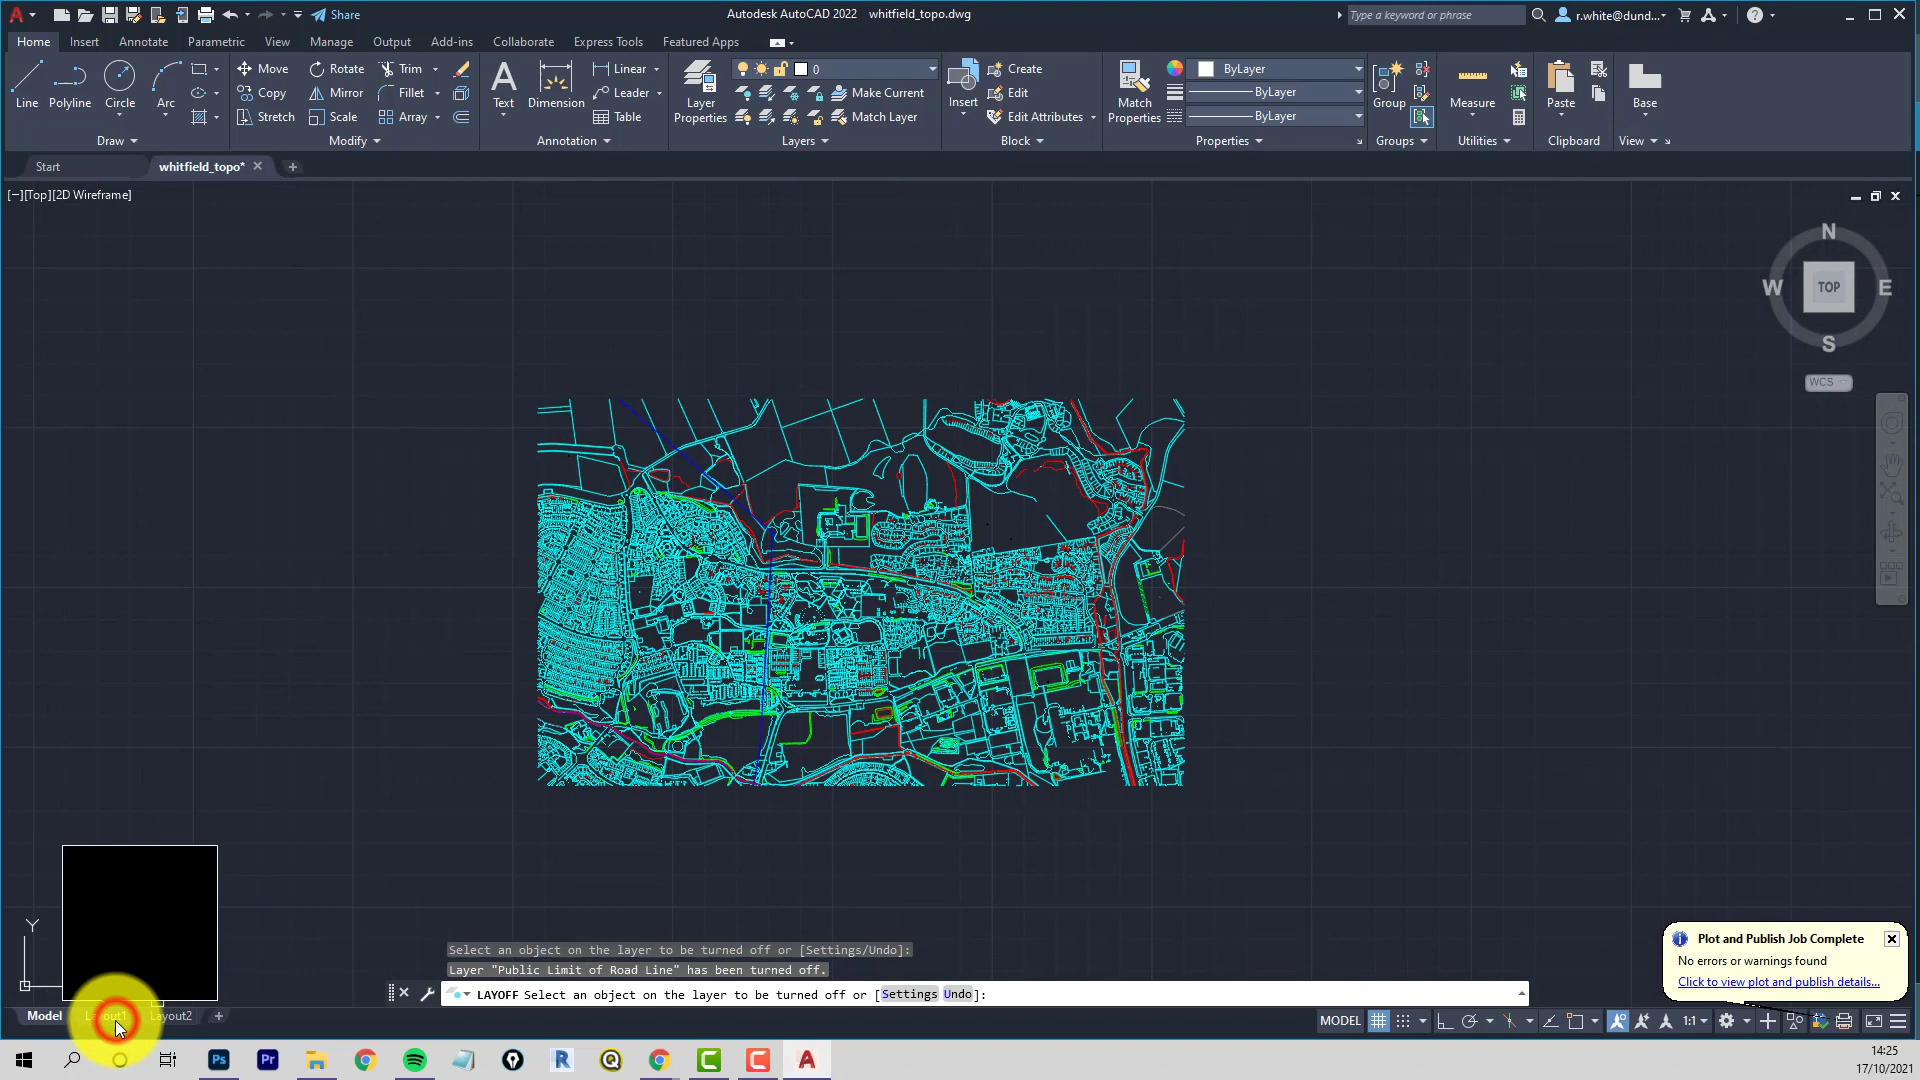 Share
Autodesk AutoCAD 2022 whitfield_topo.dwg
Type a keyword or phrase
r.white@dund...
Home Insert Annotate Parametric View Manage Output Add-ins Collaborate Express Tools Featured Apps
Line Polyline Circle Arc
Move Rotate Trim
Copy Mirror Fillet
Stretch Scale Array
Text Dimension
Linear
Leader
Table
Layer Properties
0
Make Current
Match Layer
Insert
Create
Edit
Edit Attributes
Match Properties
ByLayer
ByLayer
ByLayer
Group
Measure
Paste
Base
Draw Modify Annotation Layers Block Properties Groups Utilities Clipboard View
Start whitfield_topo*
[−][Top][2D Wireframe]
N
W TOP E
S
WCS
Y
Select an object on the layer to be turned off or [Settings/Undo]:
Layer "Public Limit of Road Line" has been turned off.
LAYOFF Select an object on the layer to be turned off or [Settings Undo]:
Plot and Publish Job Complete
No errors or warnings found
Click to view plot and publish details...
Model Layout1 Layout2
MODEL 1:1
Ps Pr R A
14:25
17/10/2021